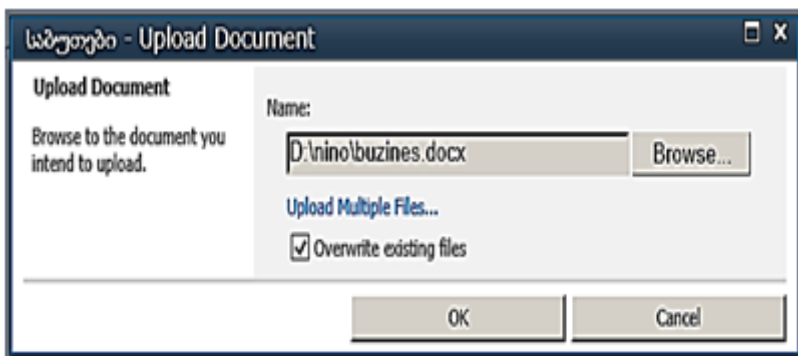 საბუთები - Upload Document
Upload Document
Browse to the document you
intend to upload.
Name:
D:\nino\buzines.docx
Browse...
Upload Multiple Files...
Overwrite existing files
OK
Cancel